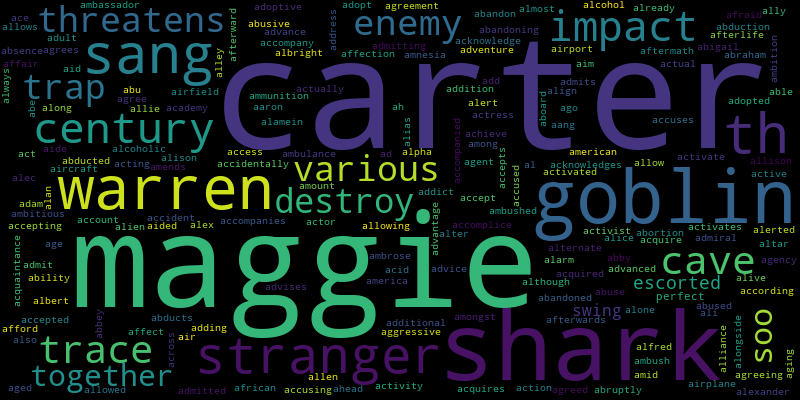 ace ambassador adoptive adopt agreement abandon almost alcohol already afraid ally
allows threatens abusive enemy acknowledge impact abduction afterlife
absence agrees sang afterward advance address abandoning airport aftermath abigail
adult accompany affection admitting adventure admits actual abraham ambition
affair aid alley albright amnesia aim
always trap abu airfield actually carter add align able
abe ammunition ah addition alert ago adopted
along allie academy aaron actress aboard accuses th
century alamein alias alpha achieve aang
act aide alcoholic access various accompanied among american activate allison
abducted alison accidentally ambulance ad agent accepts al acknowledges allow
aircraft acting amends activated active
alec adam alan warren amount destroy addict accept accused goblin
ambitious account accident accompanies actor advantage ambushed activist abortion activates alerted
accepting alien aided alex allowing alter accomplice alice acquire admiral altar
age maggie ambrose alternate abby cave agency
acquaintance admit acid advice alarm advanced
ability advises america although acquired abuse escorted alive according
albert abandoned perfect
accepted abbey abducts additional amongst swing alone abused ali
afford also affect adding aggressive afterwards soo
trace across air stranger shark alfred alliance alongside
together allen ambush amid aging
aged allowed admitted african accusing ahead activity acquires action agreed abruptly airplane agreeing alexander